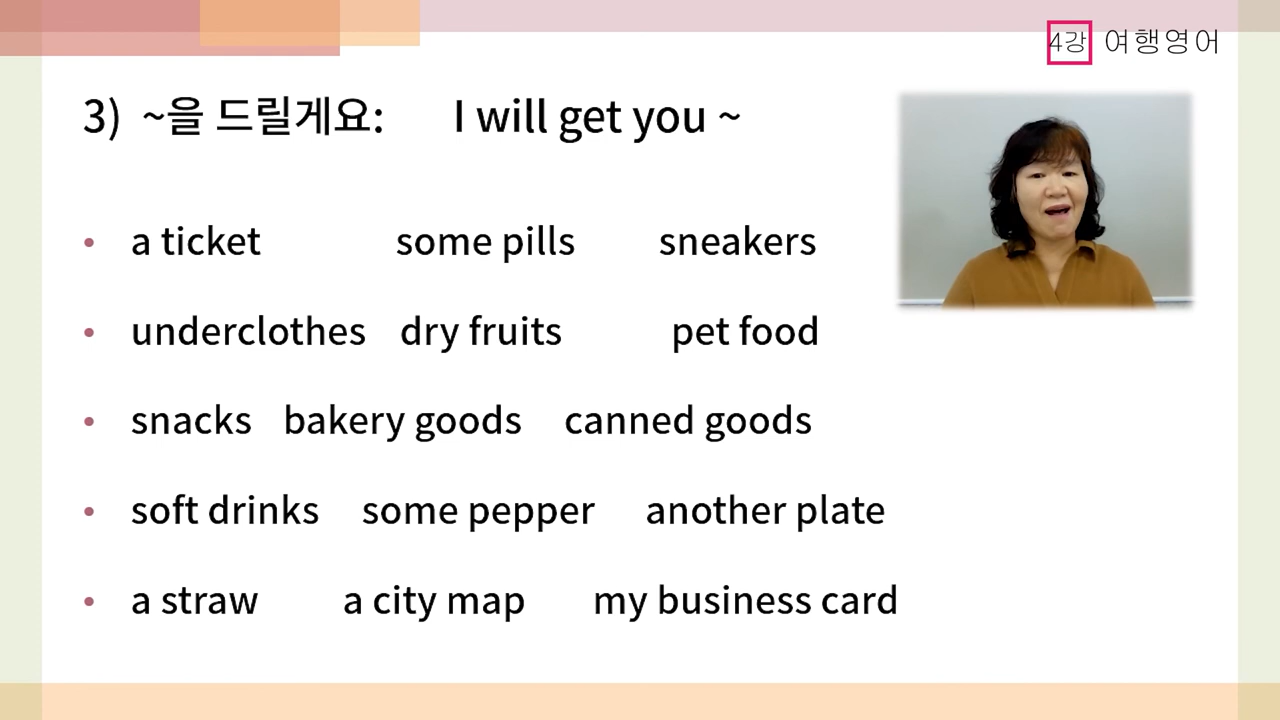 4강 여행영어
3) ~을 드릴게요: I will get you ~
• a ticket some pills sneakers
• underclothes dry fruits pet food
• snacks bakery goods canned goods
• soft drinks some pepper another plate
• a straw a city map my business card